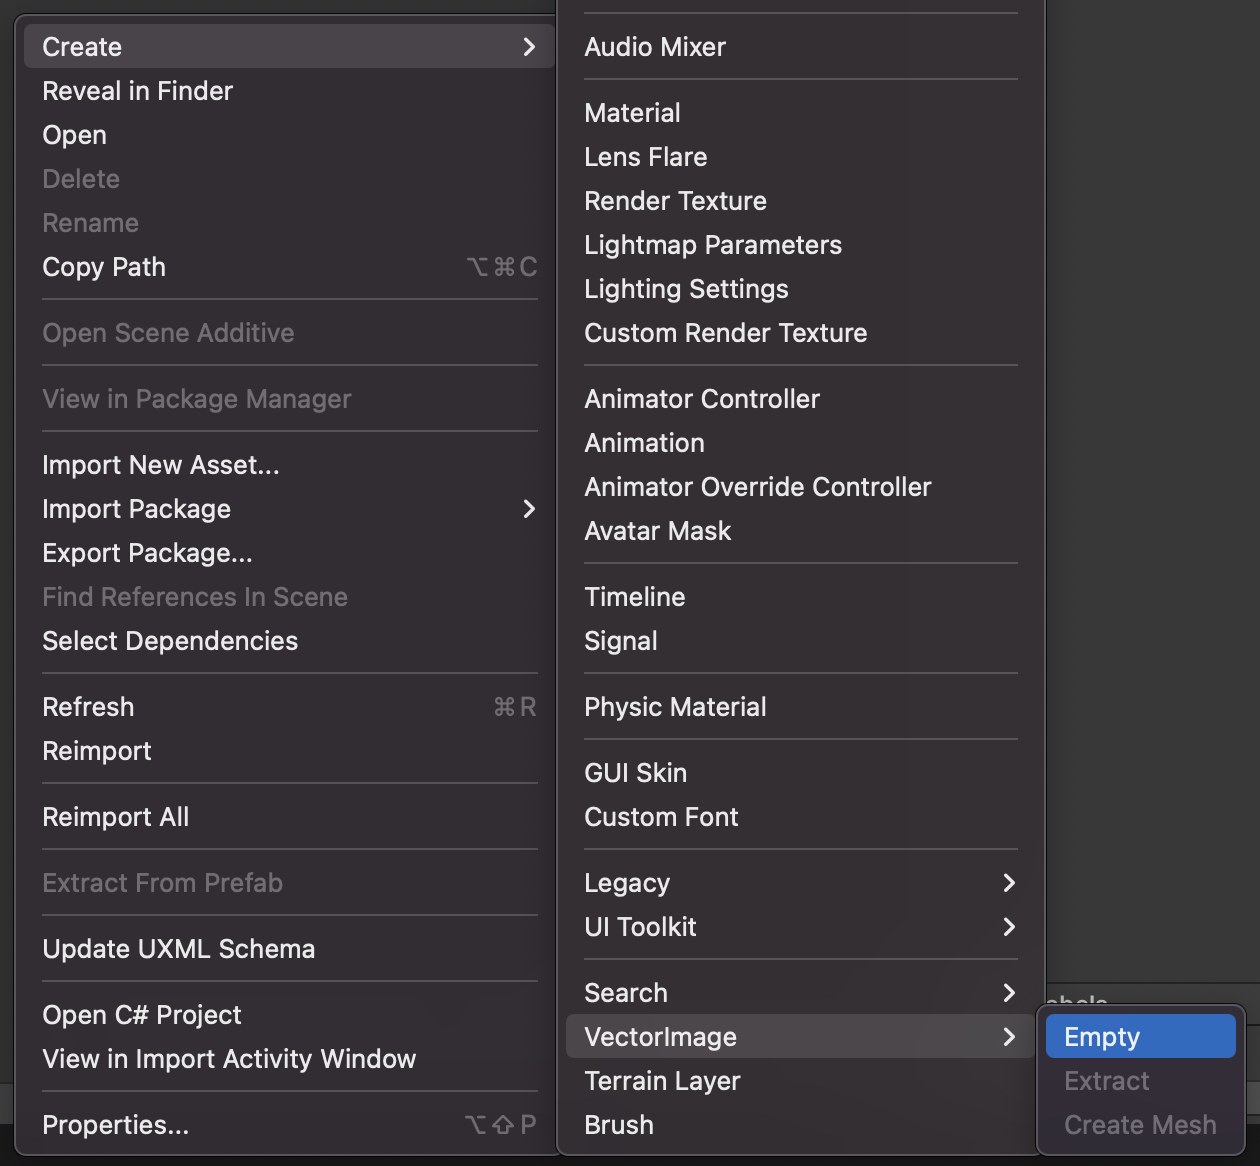 Create
Reveal in Finder
Open
Delete
Rename
Copy Path ⌥⌘C
Open Scene Additive
View in Package Manager
Import New Asset...
Import Package
Export Package...
Find References In Scene
Select Dependencies
Refresh ⌘R
Reimport
Reimport All
Extract From Prefab
Update UXML Schema
Open C# Project
View in Import Activity Window
Properties... ⌥⇧P
Audio Mixer
Material
Lens Flare
Render Texture
Lightmap Parameters
Lighting Settings
Custom Render Texture
Animator Controller
Animation
Animator Override Controller
Avatar Mask
Timeline
Signal
Physic Material
GUI Skin
Custom Font
Legacy
UI Toolkit
Search
VectorImage
Terrain Layer
Brush
Empty
Extract
Create Mesh